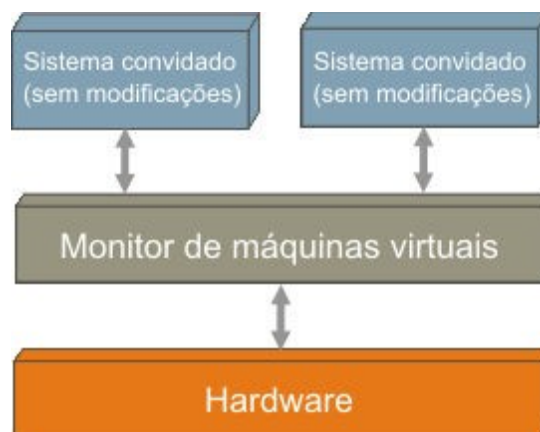 Sistema convidado
(sem modificações)
Sistema convidado
(sem modificações)
Monitor de máquinas virtuais
Hardware